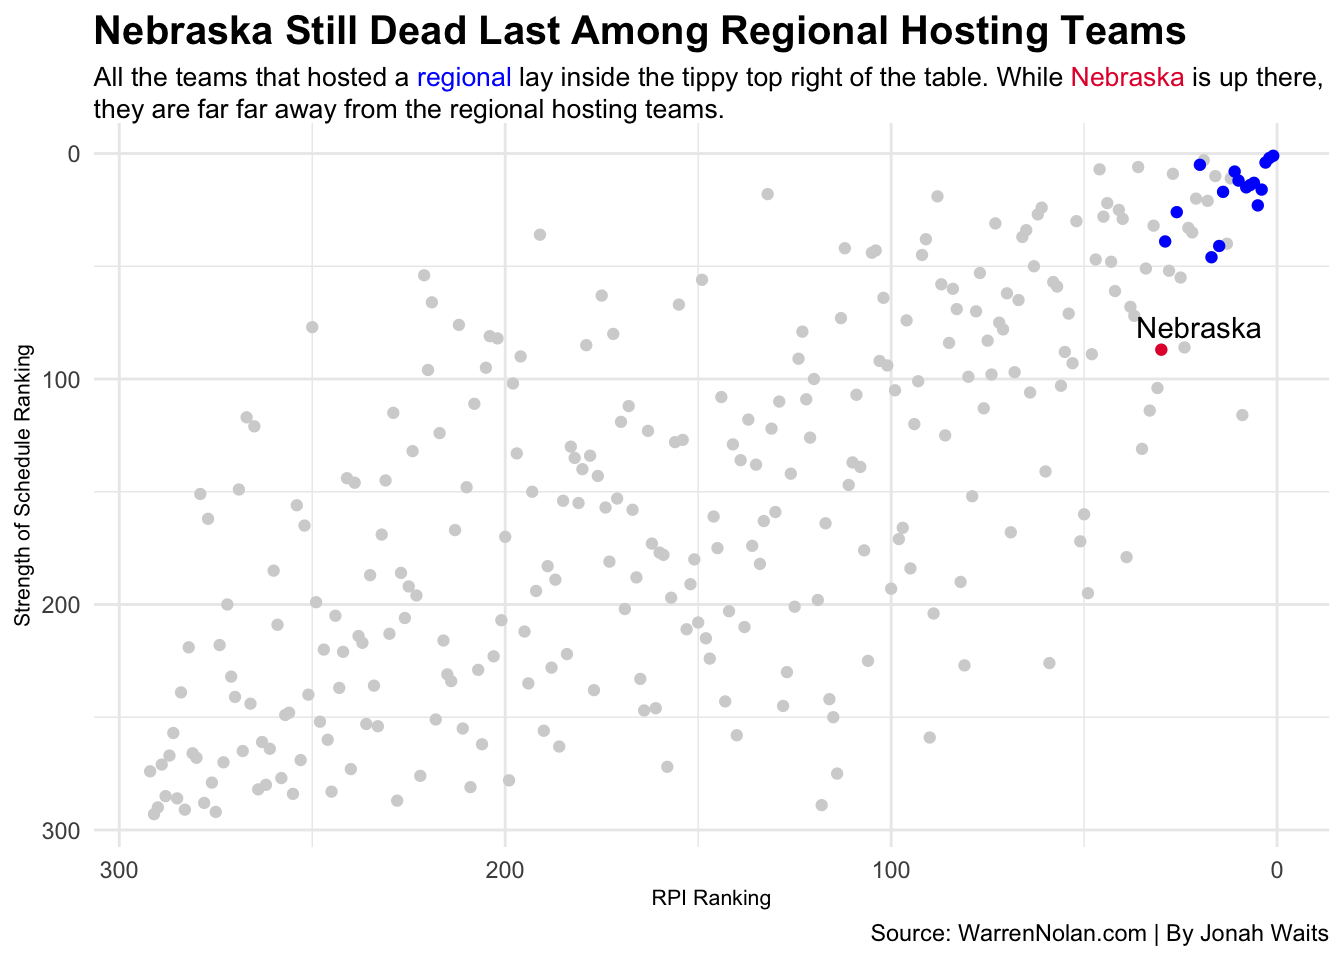 Nebraska Still Dead Last Among Regional Hosting Teams
All the teams that hosted a regional lay inside the tippy top right of the table. While Nebraska is up there,
they are far far away from the regional hosting teams.
0
100
200
300
Strength of Schedule Ranking
Nebraska
300
200
100
0
RPI Ranking
Source: WarrenNolan.com | By Jonah Waits